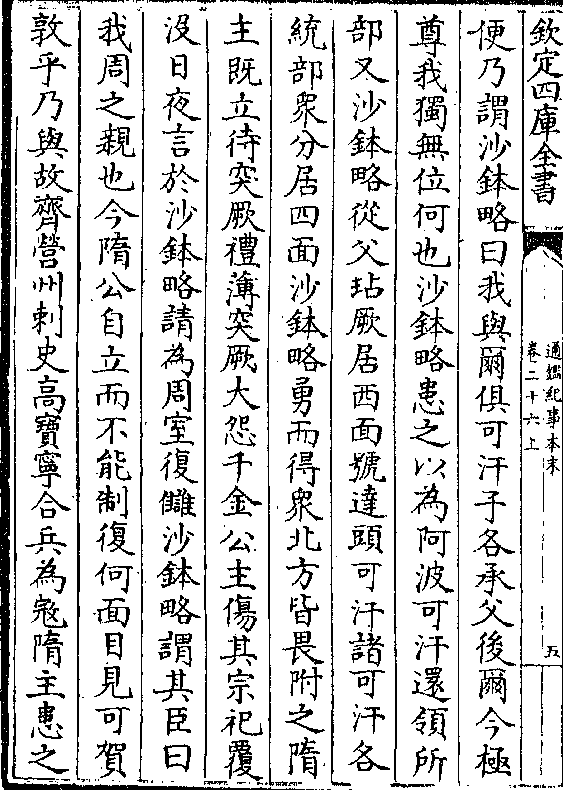 欽定四庫全書
通鑑紀事本末
卷二十六上
五
便乃謂沙鉢略曰我與爾俱可汗子各承父後爾今極
尊我獨無位何也沙鉢略患之以為阿波可汗還領所
部又沙鉢略從父玷厥居西面號達頭可汗諸可汗各
統部衆分居四面沙鉢略勇而得衆北方皆畏附之隋
主既立待突厥禮薄突厥大怨千金公主傷其宗祀覆
沒日夜言於沙鉢略請為周室復讎沙鉢略謂其臣曰
我周之親也今隋公自立而不能制復何面目見可賀
敦乎乃與故齊營州刺史高寶寧合兵為寇隋主患之